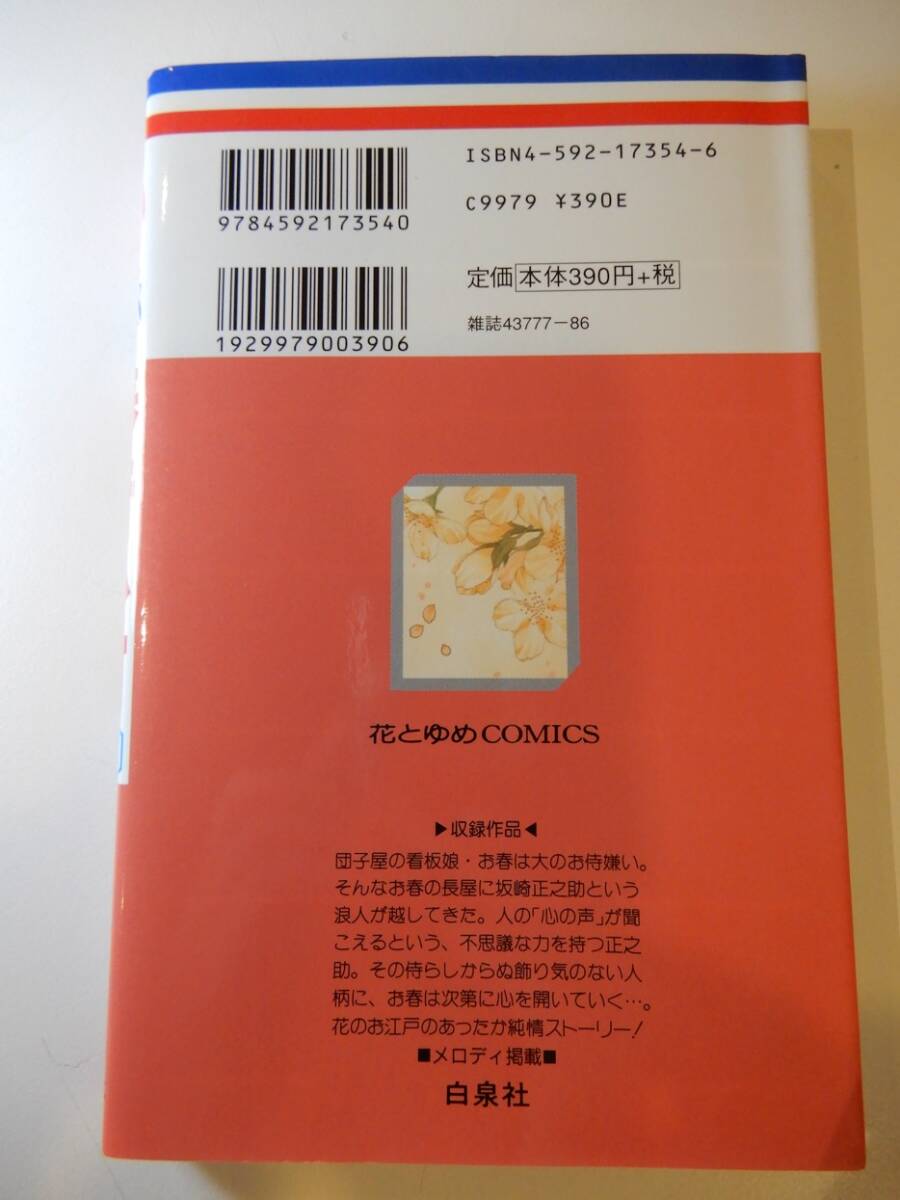 ISBN4-592-17354-6
9784592173540
C9979 ¥390E
定価 本体390円+税
1929979003906
雑誌43777-86
花とゆめCOMICS
▶収録作品◀
団子屋の看板娘・お春は大のお侍嫌い。
そんなお春の長屋に坂崎正之助という
浪人が越してきた。人の「心の声」が聞
こえるという、不思議な力を持つ正之
助。その侍らしからぬ飾り気のない人
柄に、お春は次第に心を開いていく…。
花のお江戸のあったか純情ストーリー!
■メロディ掲載■
白泉社